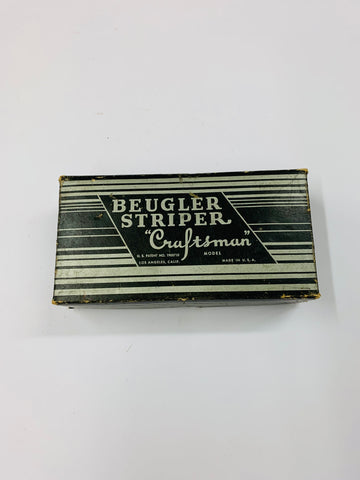 BEUGLER
STRIPER
"Craftsman"
U. S. PATENT NO. MODEL
LOS ANGELES, CALIF. MADE IN U. S. A.